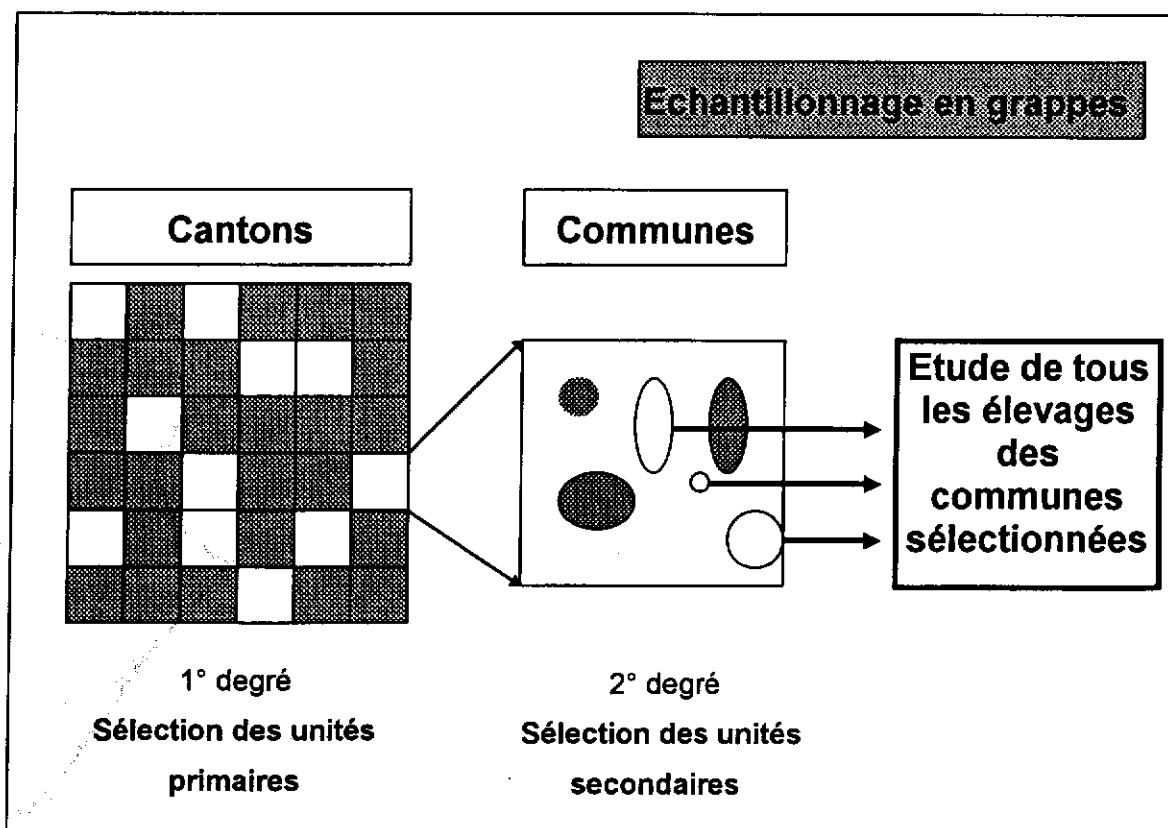 Echantillonnage en grappes
Cantons
Communes
Etude de tous
les élevages
des
communes
sélectionnées
1° degré
Sélection des unités
primaires
2° degré
Sélection des unités
secondaires